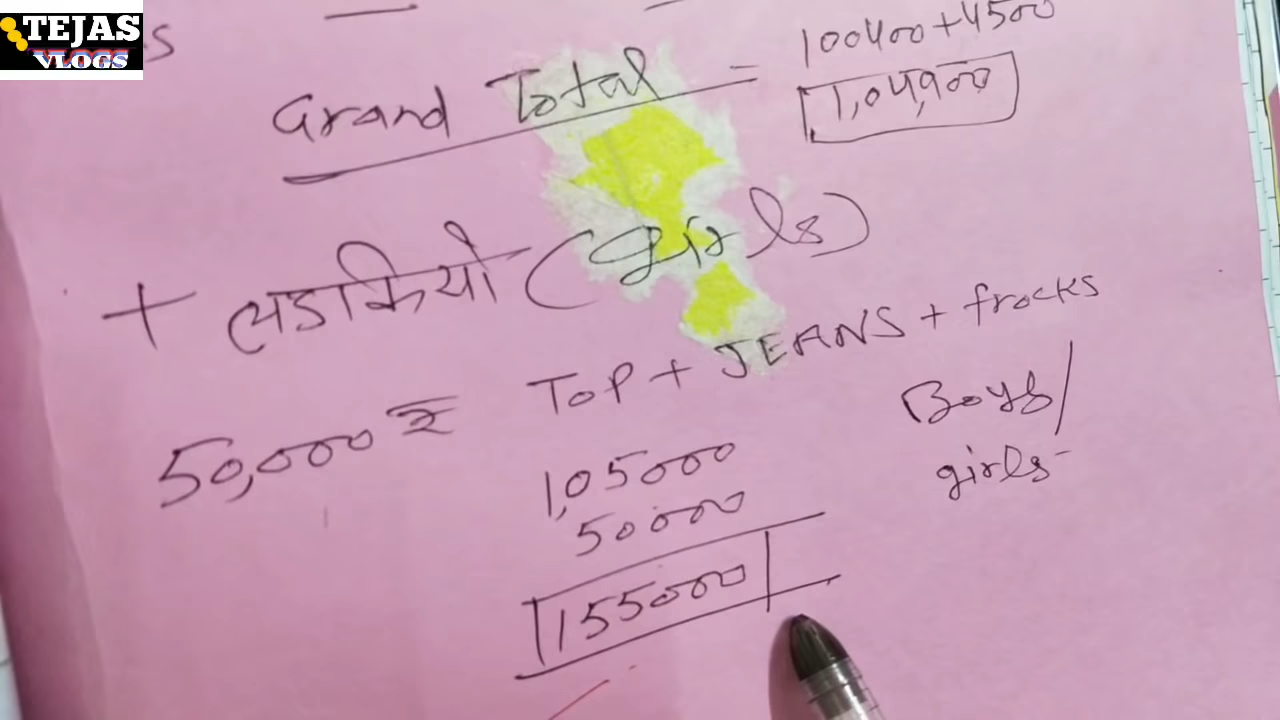 TEJAS
VLOGS
s
100400+4500
Grand Total = 1,04,900
+ लडकियो (girls)
Top + JEANS + frocks
50,000 ₹
Boys/
girls
1,05000
50000
155000